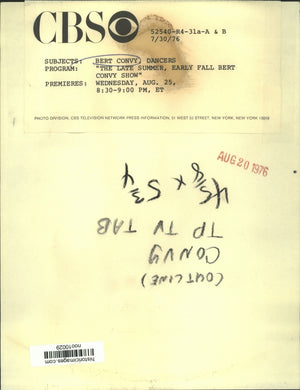 CBS
52540-R4-31a-A & B
7/30/76
SUBJECTS: BERT CONVY, DANCERS
PROGRAM: "THE LATE SUMMER, EARLY FALL BERT
CONVY SHOW"
PREMIERES: WEDNESDAY, AUG. 25,
8:30-9:00 PM, ET
PHOTO DIVISION, CBS TELEVISION NETWORK PRESS INFORMATION, 51 WEST 52 STREET, NEW YORK, NEW YORK 10019
AUG 20 1976
(OUTLINE)
CONVY
TP TV TAB
historicimages.com
noo10029